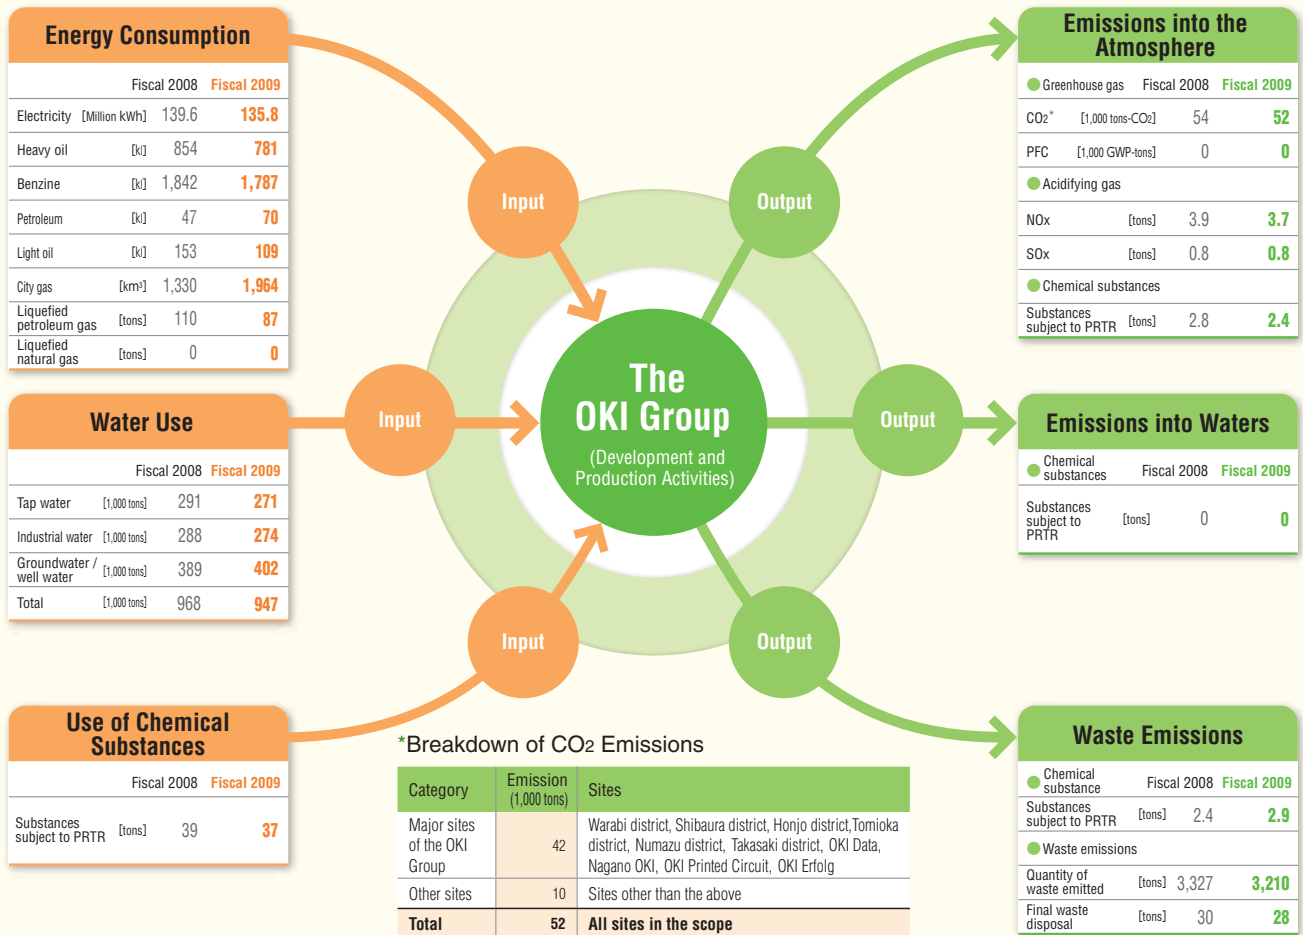 Energy Consumption
Fiscal 2008 Fiscal 2009
Electricity [Million kWh] 139.6 135.8
Heavy oil [kl] 854 781
Benzine [kl] 1,842 1,787
Petroleum [kl] 47 70
Light oil [kl] 153 109
City gas [km³] 1,330 1,964
Liquefied
petroleum gas [tons] 110 87
Liquefied
natural gas [tons] 0 0
Water Use
Fiscal 2008 Fiscal 2009
Tap water [1,000 tons] 291 271
Industrial water [1,000 tons] 288 274
Groundwater /
well water [1,000 tons] 389 402
Total [1,000 tons] 968 947
Use of Chemical
Substances
Fiscal 2008 Fiscal 2009
Substances
subject to PRTR [tons] 39 37
Input
Input
Input
The
OKI Group
(Development and
Production Activities)
Output
Output
Output
Emissions into the
Atmosphere
Greenhouse gas Fiscal 2008 Fiscal 2009
CO2* [1,000 tons-CO2] 54 52
PFC [1,000 GWP-tons] 0 0
Acidifying gas
NOx [tons] 3.9 3.7
SOx [tons] 0.8 0.8
Chemical substances
Substances
subject to PRTR [tons] 2.8 2.4
Emissions into Waters
Chemical
substances Fiscal 2008 Fiscal 2009
Substances
subject to
PRTR [tons] 0 0
Waste Emissions
Chemical
substance Fiscal 2008 Fiscal 2009
Substances
subject to PRTR [tons] 2.4 2.9
Waste emissions
Quantity of
waste emitted [tons] 3,327 3,210
Final waste
disposal [tons] 30 28
*Breakdown of CO2 Emissions
Category Emission (1,000 tons) Sites
Major sites
of the OKI
Group 42 Warabi district, Shibaura district, Honjo district,Tomioka
district, Numazu district, Takasaki district, OKI Data,
Nagano OKI, OKI Printed Circuit, OKI Erfolg
Other sites 10 Sites other than the above
Total 52 All sites in the scope